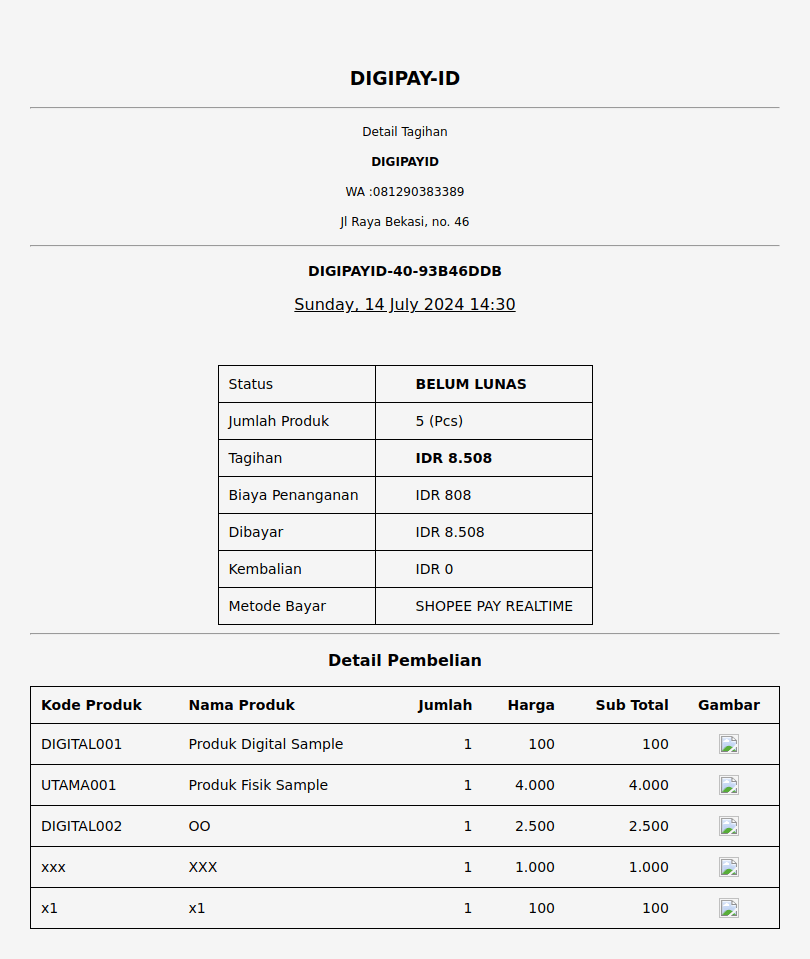 DIGIPAY-ID
Detail Tagihan
DIGIPAYID
WA :081290383389
Jl Raya Bekasi, no. 46
DIGIPAYID-40-93B46DDB
Sunday, 14 July 2024 14:30
Status BELUM LUNAS
Jumlah Produk 5 (Pcs)
Tagihan IDR 8.508
Biaya Penanganan IDR 808
Dibayar IDR 8.508
Kembalian IDR 0
Metode Bayar SHOPEE PAY REALTIME
Detail Pembelian
Kode Produk Nama Produk Jumlah Harga Sub Total Gambar
DIGITAL001 Produk Digital Sample 1 100 100
UTAMA001 Produk Fisik Sample 1 4.000 4.000
DIGITAL002 OO 1 2.500 2.500
xxx XXX 1 1.000 1.000
x1 x1 1 100 100